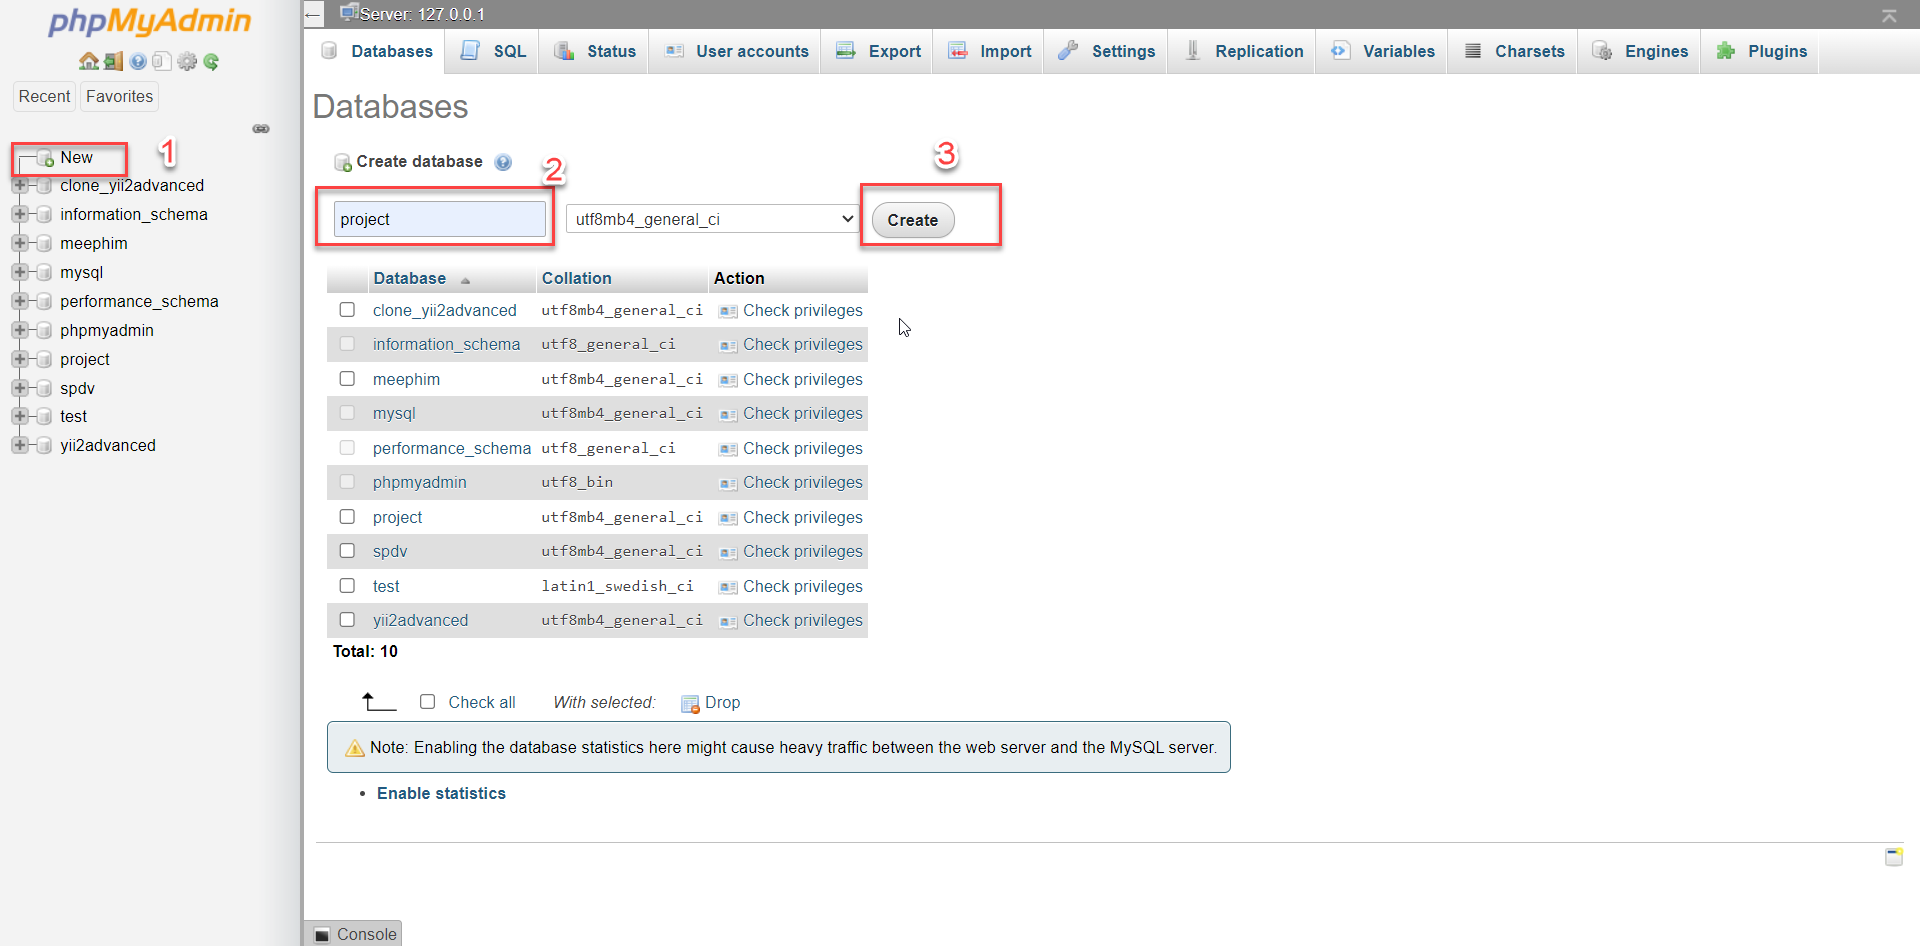 phpMyAdmin
Recent Favorites
New 1
clone_yii2advanced
information_schema
meephim
mysql
performance_schema
phpmyadmin
project
spdv
test
yii2advanced
Server: 127.0.0.1
Databases SQL Status User accounts Export Import Settings Replication Variables Charsets Engines Plugins
Databases
Create database 2 3
project utf8mb4_general_ci Create
Database Collation Action
clone_yii2advanced utf8mb4_general_ci Check privileges
information_schema utf8_general_ci Check privileges
meephim utf8mb4_general_ci Check privileges
mysql utf8mb4_general_ci Check privileges
performance_schema utf8_general_ci Check privileges
phpmyadmin utf8_bin Check privileges
project utf8mb4_general_ci Check privileges
spdv utf8mb4_general_ci Check privileges
test latin1_swedish_ci Check privileges
yii2advanced utf8mb4_general_ci Check privileges
Total: 10
Check all With selected: Drop
Note: Enabling the database statistics here might cause heavy traffic between the web server and the MySQL server.
• Enable statistics
Console